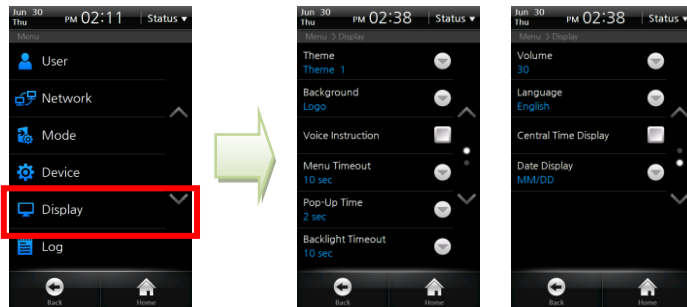 Jun 30
Thu
PM 02:11
Status
Menu
User
Network
Mode
Device
Display
Log
Back
Home
Jun 30
Thu
PM 02:38
Status
Menu > Display
Theme
Theme 1
Background
Logo
Voice Instruction
Menu Timeout
10 sec
Pop-Up Time
2 sec
Backlight Timeout
10 sec
Back
Home
Jun 30
Thu
PM 02:38
Status
Menu > Display
Volume
30
Language
English
Central Time Display
Date Display
MM/DD
Back
Home